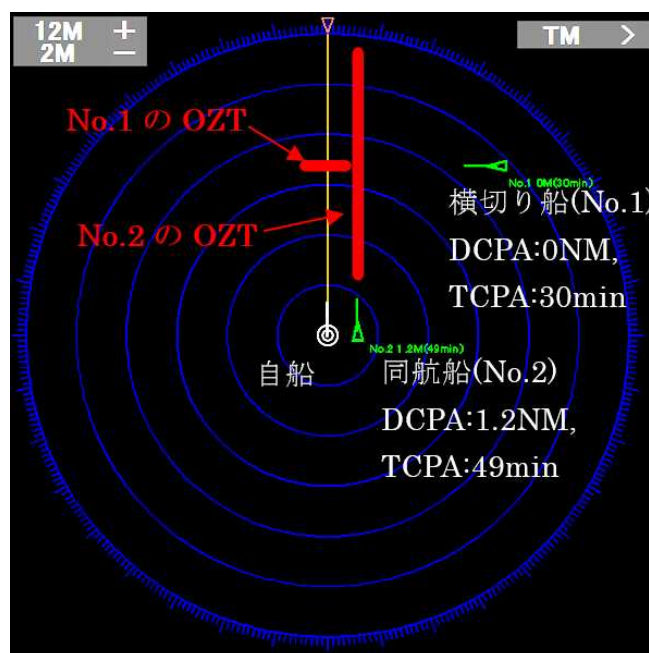 12M +
2M −
TM >
No.1 の OZT
No.1 0M(30min)
横切り船(No.1)
DCPA:0NM,
TCPA:30min
No.2 の OZT
No.2 1.2M(49min)
自船
同航船(No.2)
DCPA:1.2NM,
TCPA:49min